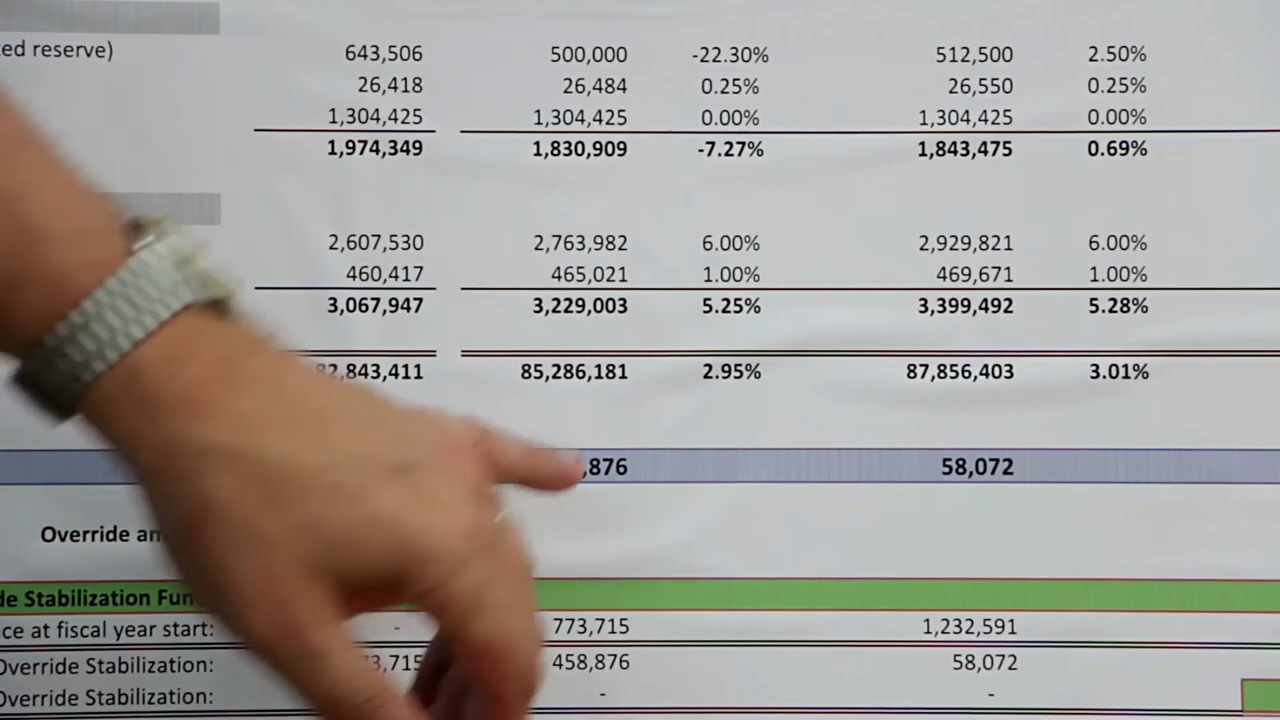 ed reserve) 643,506 500,000 -22.30% 512,500 2.50%
26,418 26,484 0.25% 26,550 0.25%
1,304,425 1,304,425 0.00% 1,304,425 0.00%
1,974,349 1,830,909 -7.27% 1,843,475 0.69%
2,607,530 2,763,982 6.00% 2,929,821 6.00%
460,417 465,021 1.00% 469,671 1.00%
3,067,947 3,229,003 5.25% 3,399,492 5.28%
2,843,411 85,286,181 2.95% 87,856,403 3.01%
,876 58,072
Override an
de Stabilization Fun
ce at fiscal year start: - 773,715 1,232,591
Override Stabilization: 3,715 458,876 58,072
Override Stabilization: - -